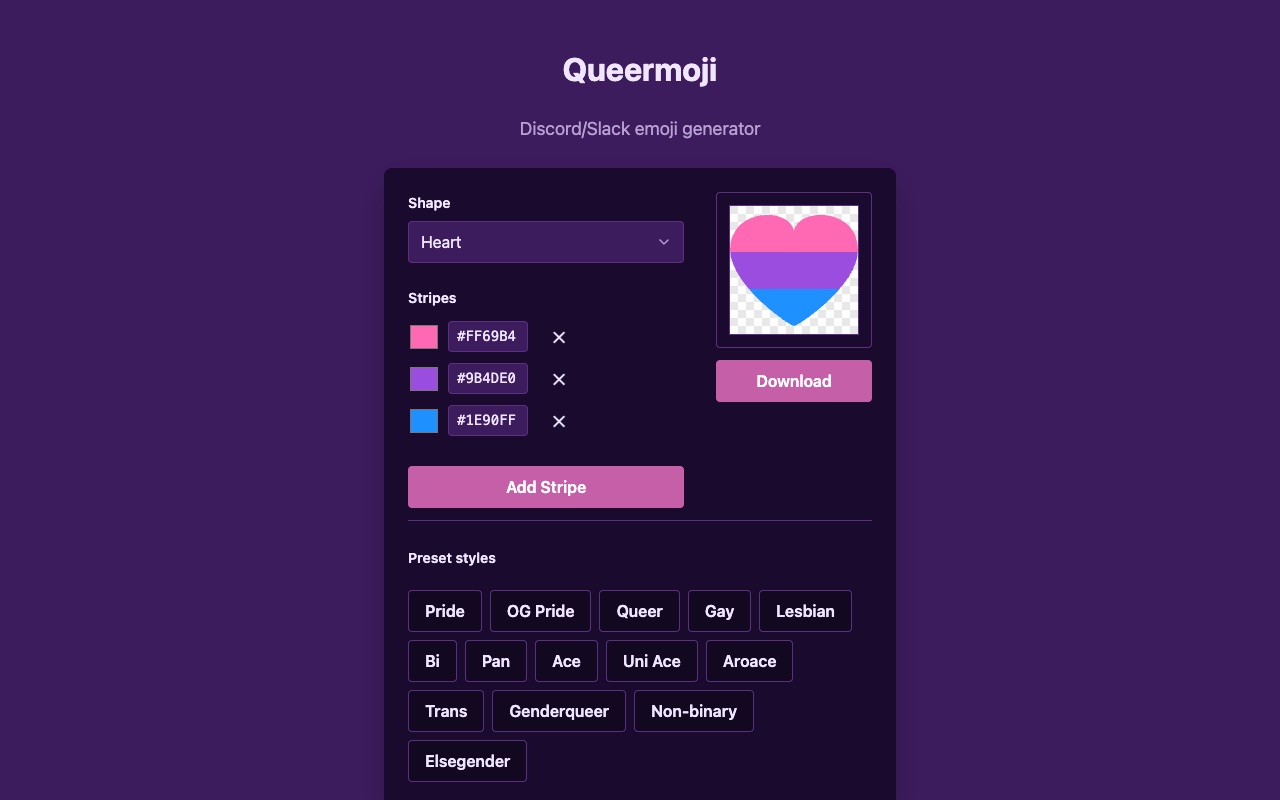 Queermoji
Discord/Slack emoji generator
Shape
Heart
Stripes
#FF69B4
#9B4DE0
#1E90FF
Download
Add Stripe
Preset styles
Pride OG Pride Queer Gay Lesbian
Bi Pan Ace Uni Ace Aroace
Trans Genderqueer Non-binary
Elsegender